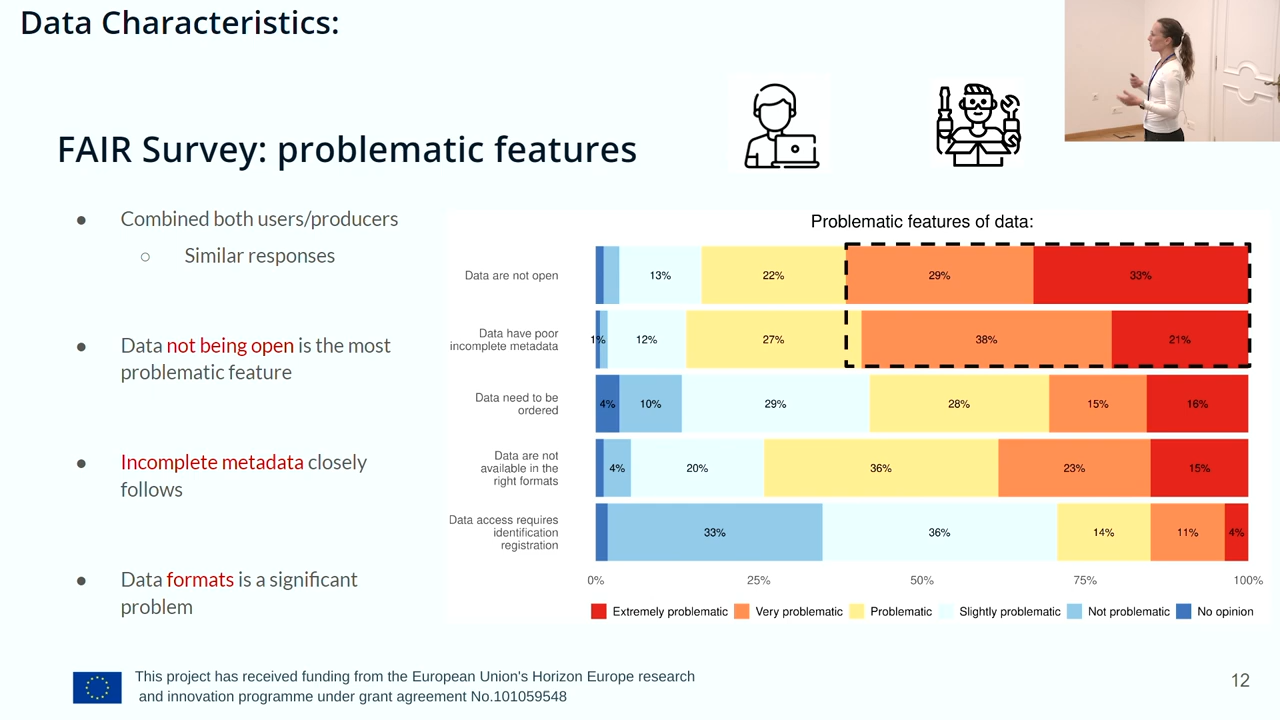 Data Characteristics:
FAIR Survey: problematic features
● Combined both users/producers
○ Similar responses
● Data not being open is the most
problematic feature
● Incomplete metadata closely
follows
● Data formats is a significant
problem
Problematic features of data:
Data are not open
13% 22% 29% 33%
Data have poor
incomplete metadata
1% 12% 27% 38% 21%
Data need to be
ordered
4% 10% 29% 28% 15% 16%
Data are not
available in the
right formats
4% 20% 36% 23% 15%
Data access requires
identification
registration
33% 36% 14% 11% 4%
0% 25% 50% 75% 100%
Extremely problematic Very problematic Problematic Slightly problematic Not problematic No opinion
This project has received funding from the European Union's Horizon Europe research
and innovation programme under grant agreement No.101059548
12